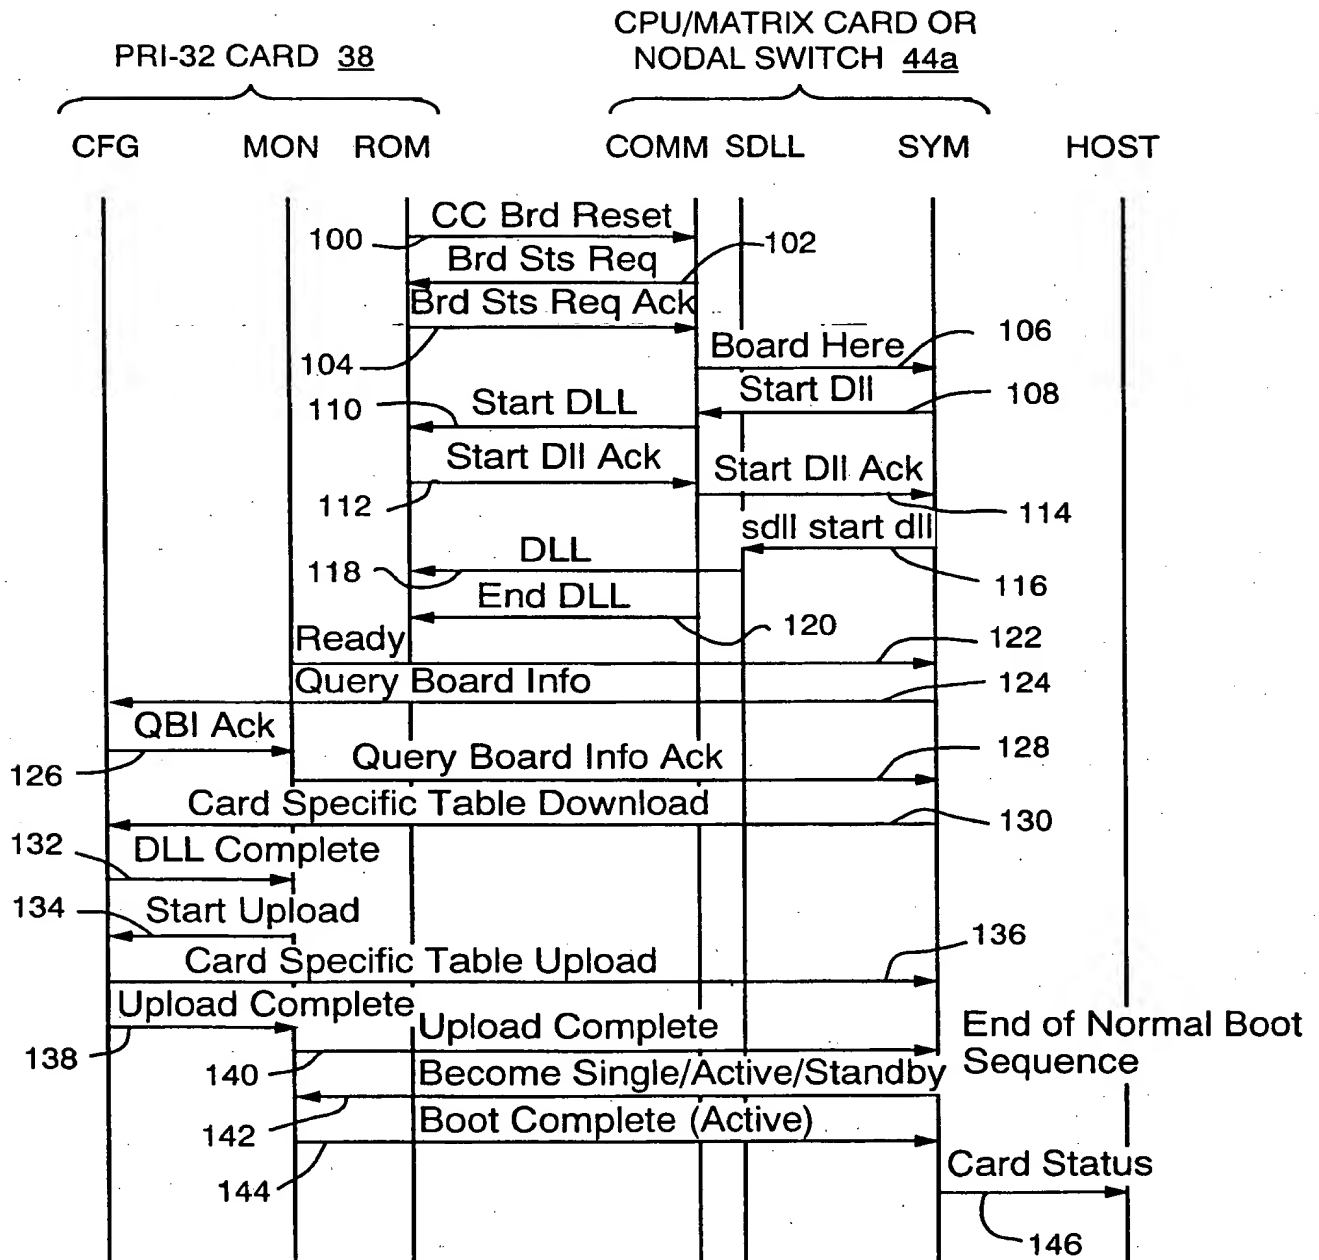 CPU/MATRIX CARD OR
PRI-32 CARD 38
NODAL SWITCH 44a
CFG MON ROM COMM SDLL SYM HOST
CC Brd Reset
100
102
Brd Sts Req
Brd Sts Req Ack
104
106
Board Here
Start Dll
108
110
Start DLL
Start Dll Ack
112
Start Dll Ack
114
sdll start dll
116
DLL
118
End DLL
120
Ready
122
Query Board Info
124
QBI Ack
126
Query Board Info Ack
128
Card Specific Table Download
130
132
DLL Complete
134
Start Upload
136
Card Specific Table Upload
Upload Complete
138
Upload Complete
140
End of Normal Boot
Sequence
Become Single/Active/Standby
142
Boot Complete (Active)
144
Card Status
146